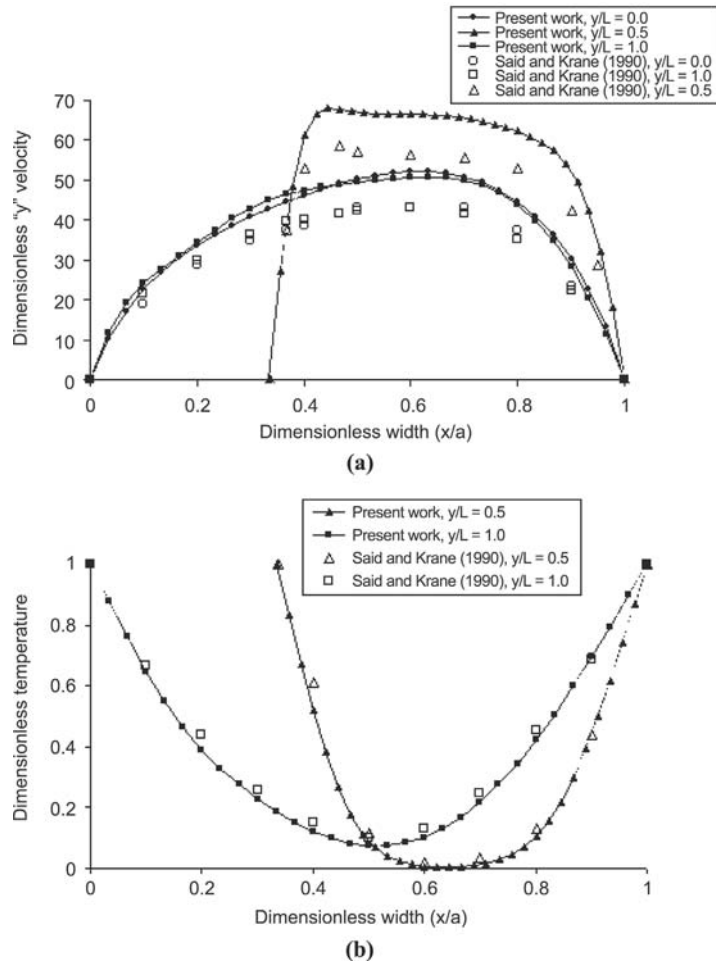 Present work, y/L = 0.0
Present work, y/L = 0.5
Present work, y/L = 1.0
Said and Krane (1990), y/L = 0.0
Said and Krane (1990), y/L = 1.0
Said and Krane (1990), y/L = 0.5
Dimensionless "y" velocity
70
60
50
40
30
20
10
0
0
0.2
0.4
0.6
0.8
1
Dimensionless width (x/a)
(a)
Present work, y/L = 0.5
Present work, y/L = 1.0
Said and Krane (1990), y/L = 0.5
Said and Krane (1990), y/L = 1.0
Dimensionless temperature
1
0.8
0.6
0.4
0.2
0
0
0.2
0.4
0.6
0.8
1
Dimensionless width (x/a)
(b)